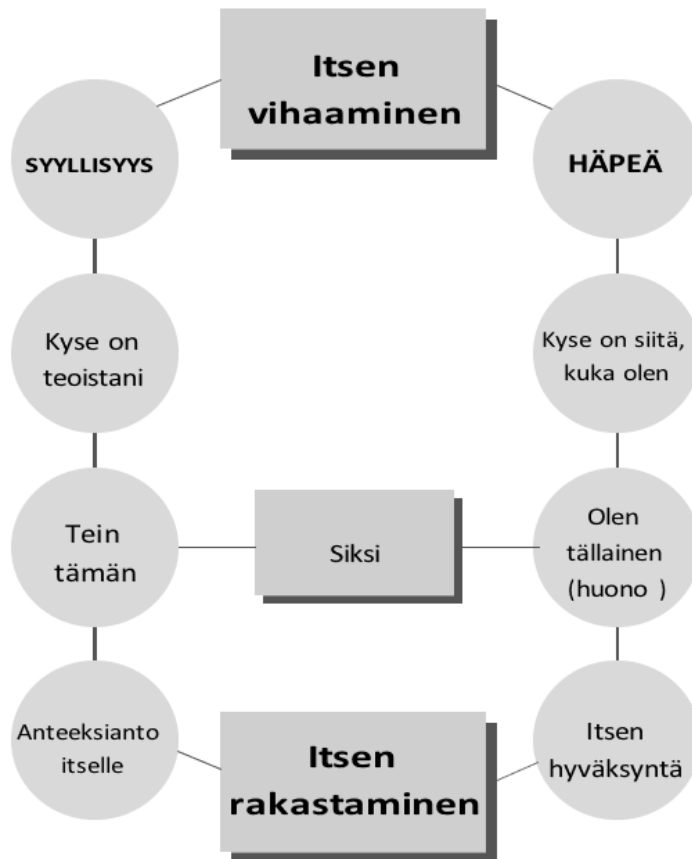 Itsen
vihaaminen
SYYLLISYYS
HÄPEÄ
Kyse on
teoistani
Kyse on siitä,
kuka olen
Tein
tämän
Siksi
Olen
tällainen
(huono )
Anteeksianto
itselle
Itsen
rakastaminen
Itsen
hyväksyntä